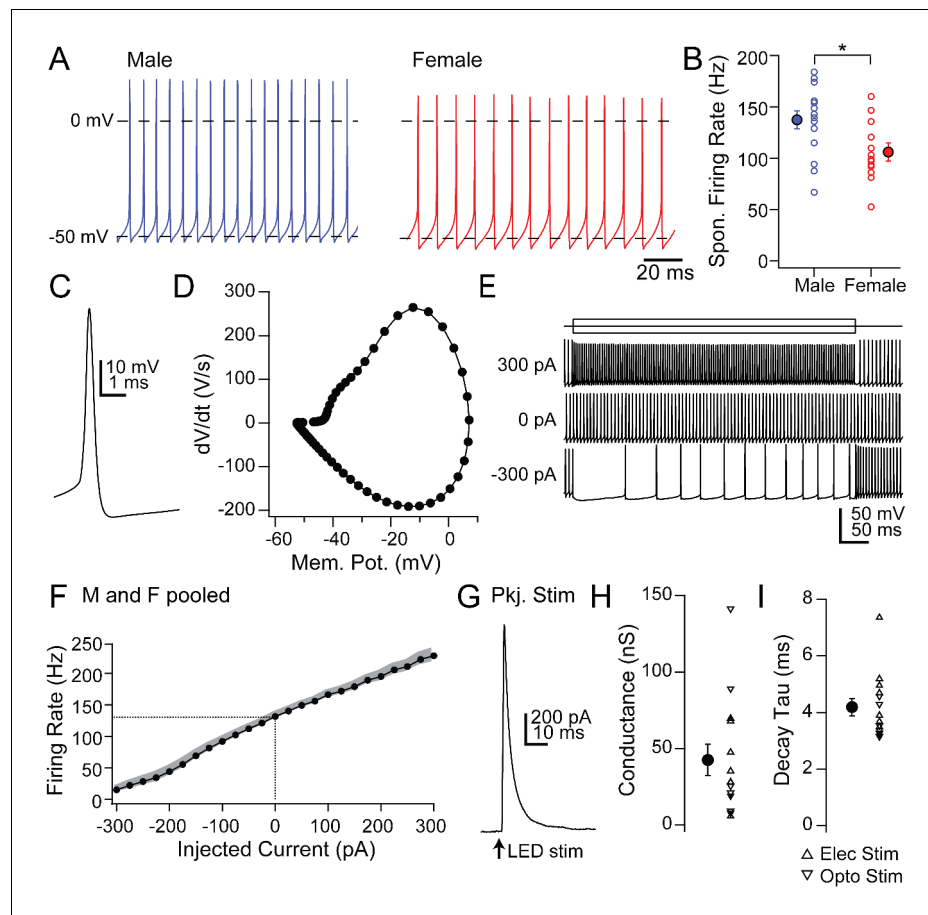 A
Male
Female
0 mV
-50 mV
20 ms
B
Spon. Firing Rate (Hz)
200
150
100
50
0
*
Male
Female
C
10 mV
1 ms
D
dV/dt (V/s)
300
200
100
0
-100
-200
-60
-40
-20
0
Mem. Pot. (mV)
E
300 pA
0 pA
-300 pA
50 mV
50 ms
F M and F pooled
Firing Rate (Hz)
250
200
150
100
50
0
-300
-200
-100
0
100
200
300
Injected Current (pA)
G Pkj. Stim
200 pA
10 ms
LED stim
H
Conductance (nS)
150
100
50
0
I
Decay Tau (ms)
8
6
4
2
0
Elec Stim
Opto Stim